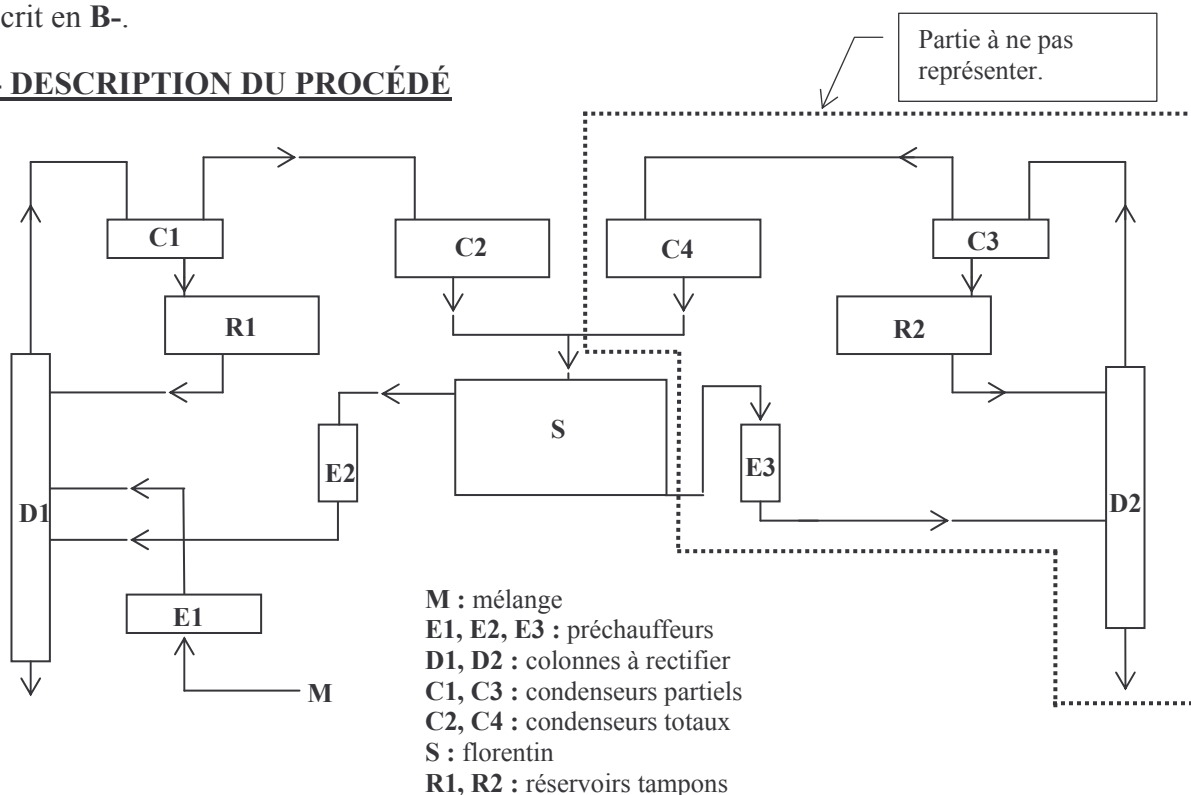 crit en B-.
- DESCRIPTION DU PROCÉDÉ
Partie à ne pas
représenter.
C1
C2
C4
C3
R1
R2
S
E2
E3
D1
D2
E1
M
M : mélange
E1, E2, E3 : préchauffeurs
D1, D2 : colonnes à rectifier
C1, C3 : condenseurs partiels
C2, C4 : condenseurs totaux
S : florentin
R1, R2 : réservoirs tampons